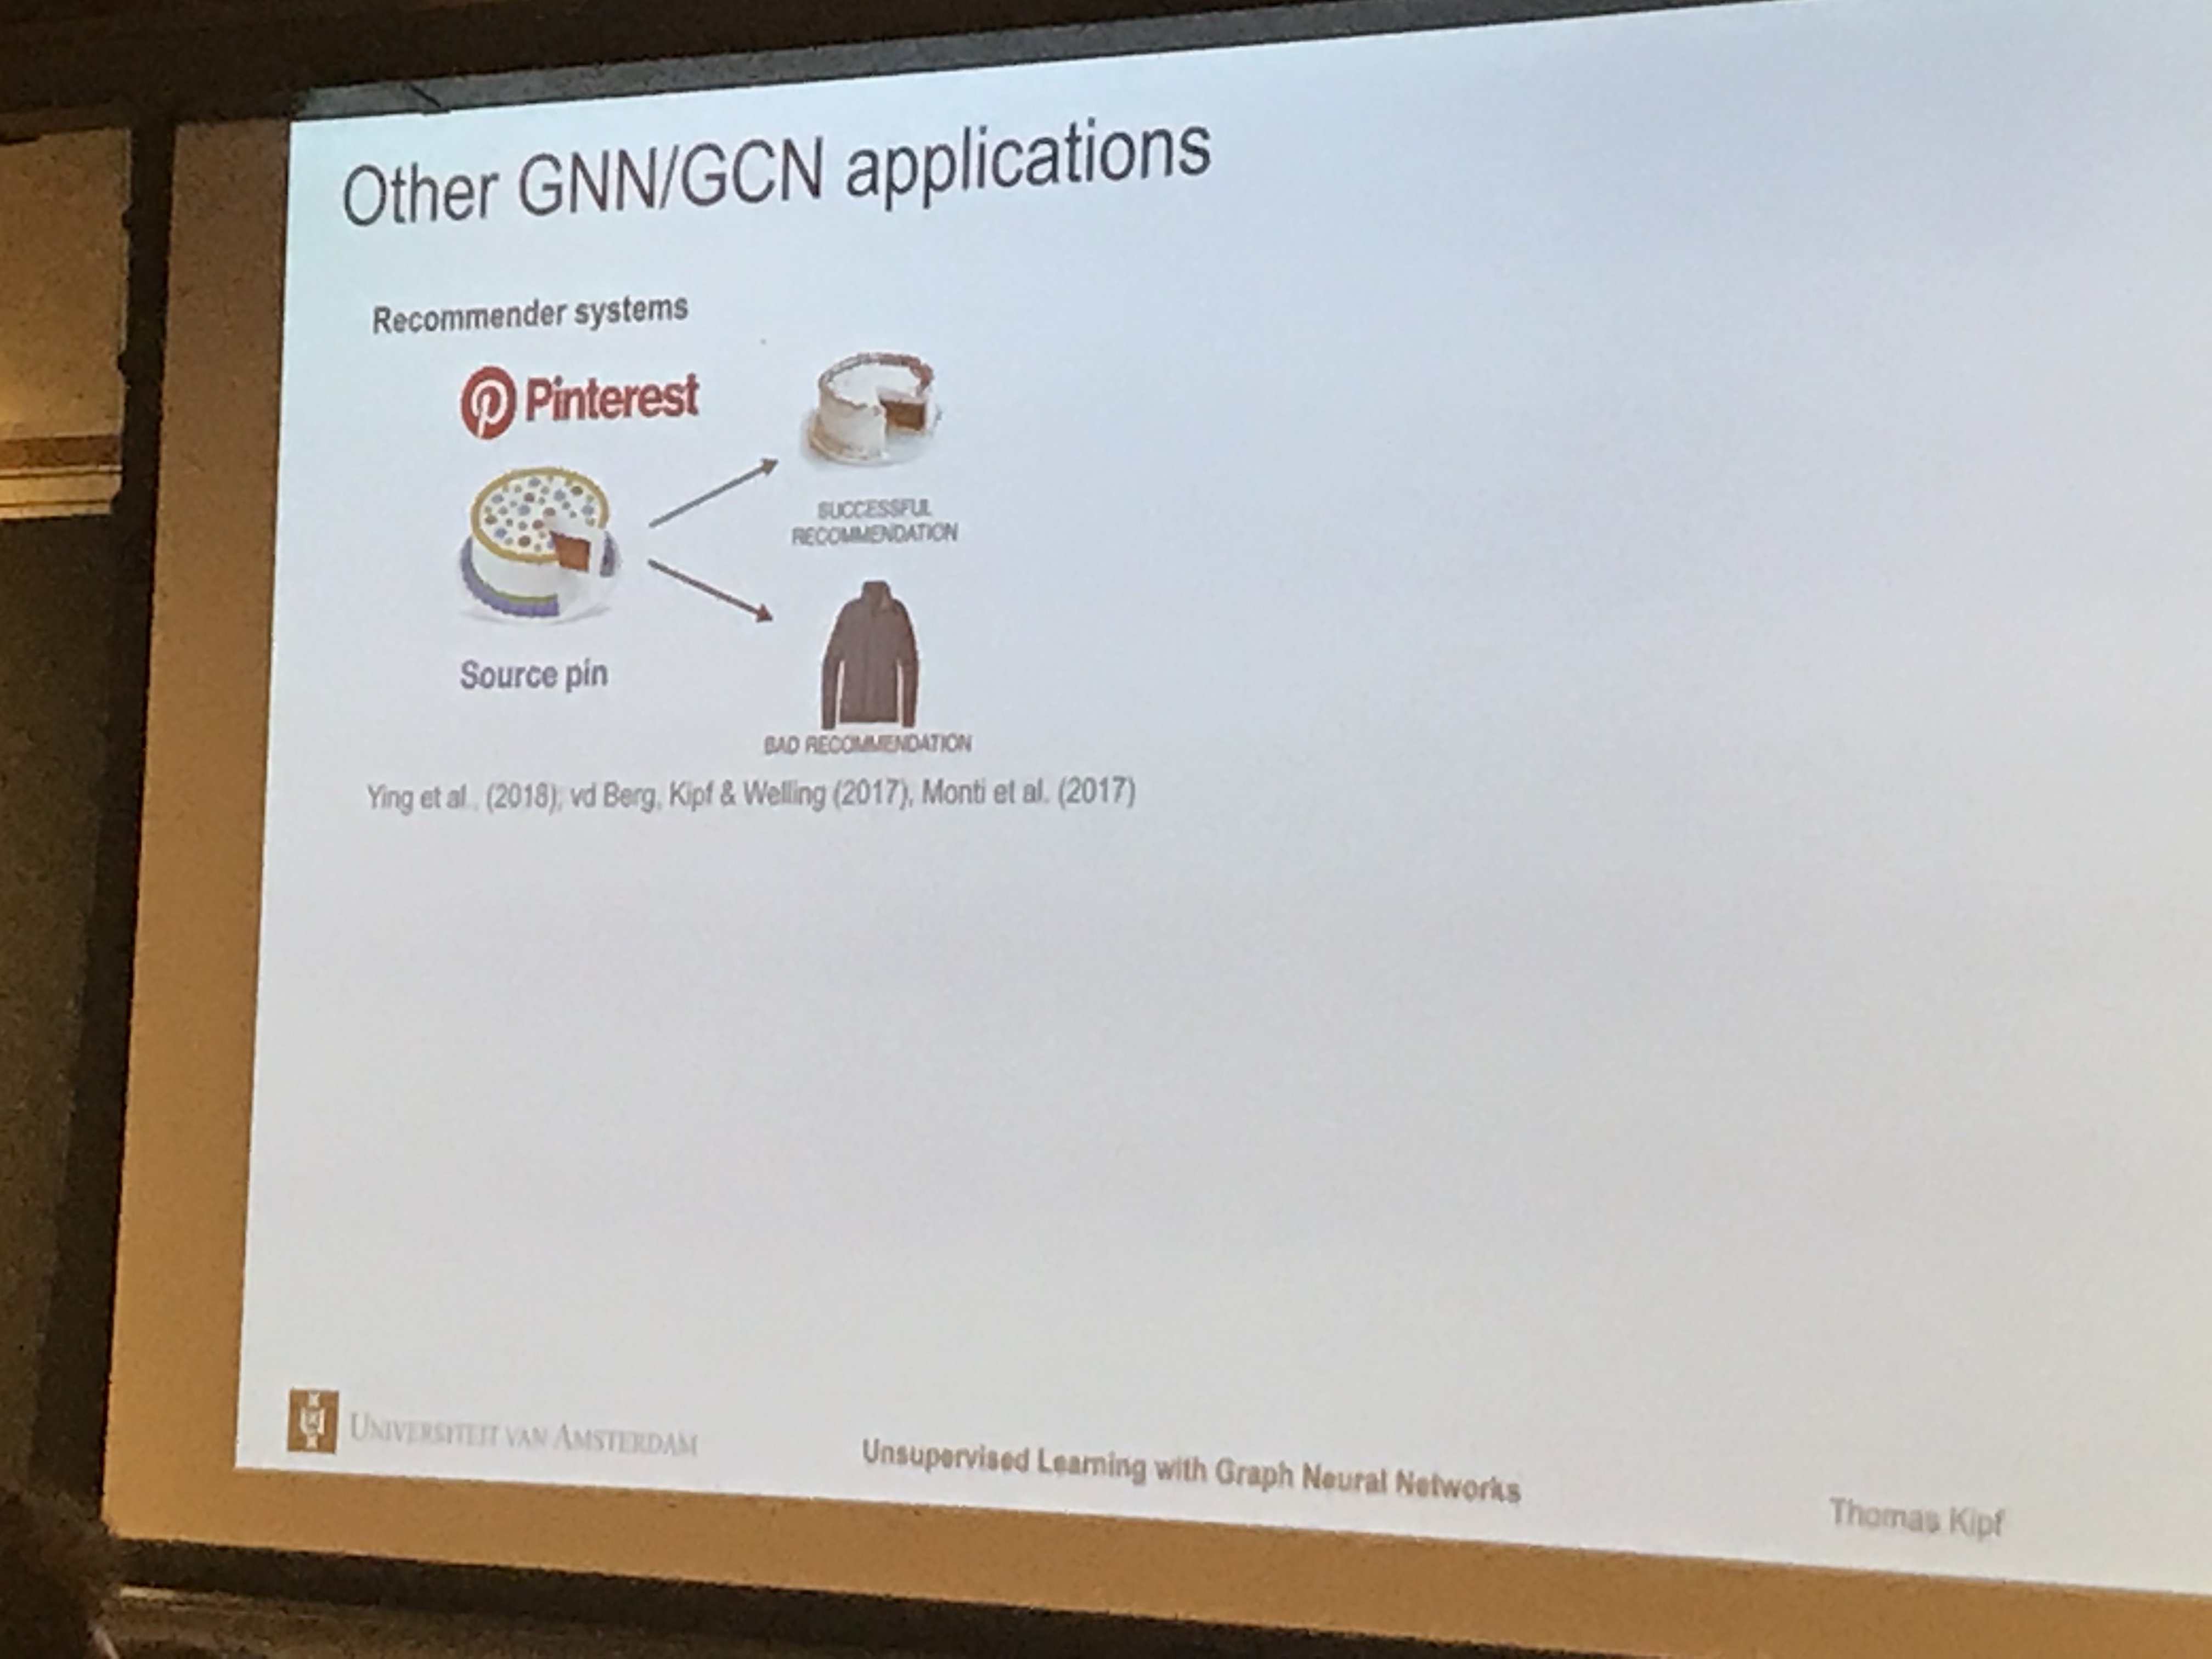 Other GNN/GCN applications
Recommender systems
Pinterest
SUCCESSFUL
RECOMMENDATION
Source pin
BAD RECOMMENDATION
Ying et al. (2018), vd Berg, Kipf & Welling (2017), Monti et al. (2017)
UNIVERSITEIT VAN AMSTERDAM
Unsupervised Learning with Graph Neural Networks
Thomas Kipf